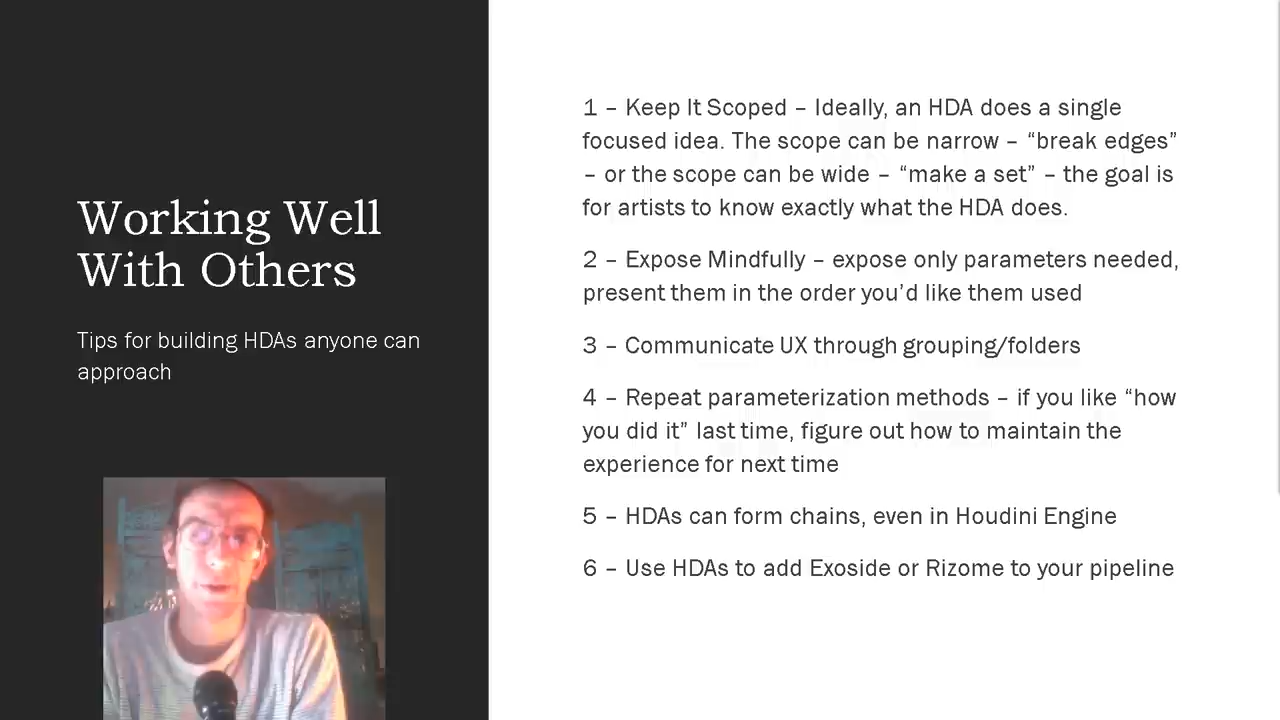 Working Well
With Others
Tips for building HDAs anyone can
approach
1 – Keep It Scoped – Ideally, an HDA does a single
focused idea. The scope can be narrow – “break edges”
– or the scope can be wide – “make a set” – the goal is
for artists to know exactly what the HDA does.
2 – Expose Mindfully – expose only parameters needed,
present them in the order you’d like them used
3 – Communicate UX through grouping/folders
4 – Repeat parameterization methods – if you like “how
you did it” last time, figure out how to maintain the
experience for next time
5 – HDAs can form chains, even in Houdini Engine
6 – Use HDAs to add Exoside or Rizome to your pipeline